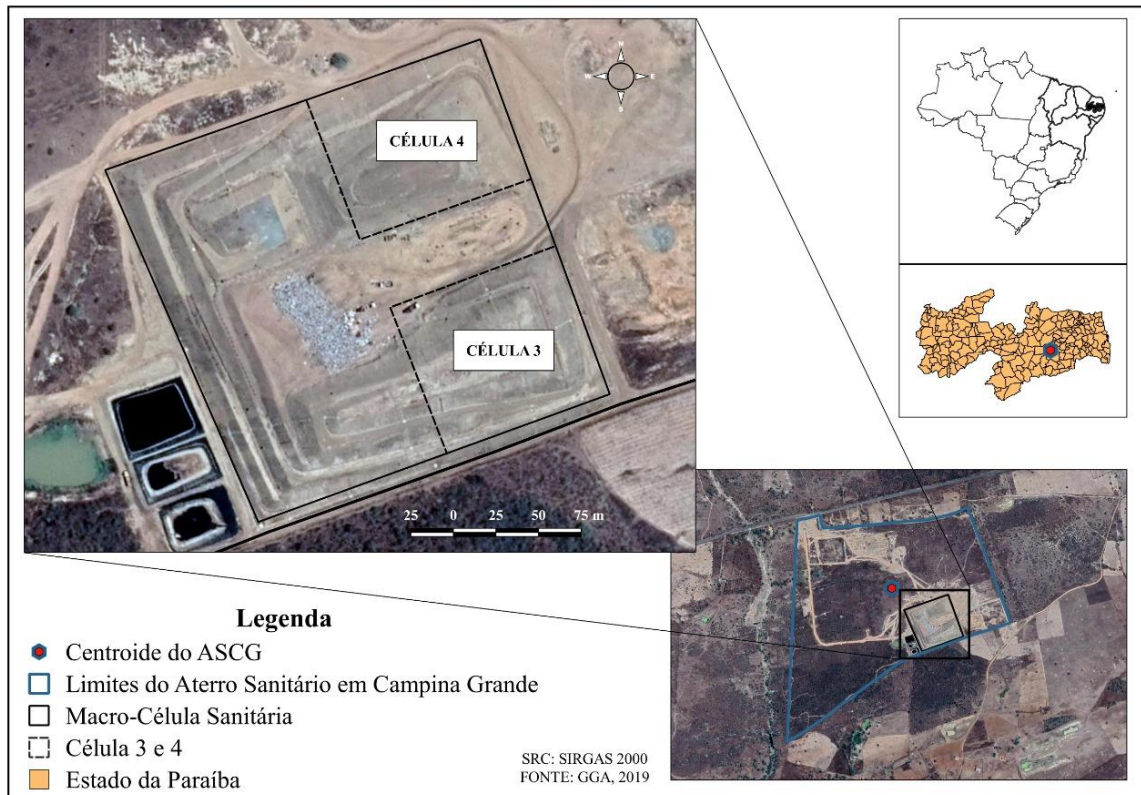 N
W E
S
CÉLULA 4
CÉLULA 3
25 0 25 50 75 m
Legenda
Centroide do ASCG
Limites do Aterro Sanitário em Campina Grande
Macro-Célula Sanitária
Célula 3 e 4
Estado da Paraíba
SRC: SIRGAS 2000
FONTE: GGA, 2019